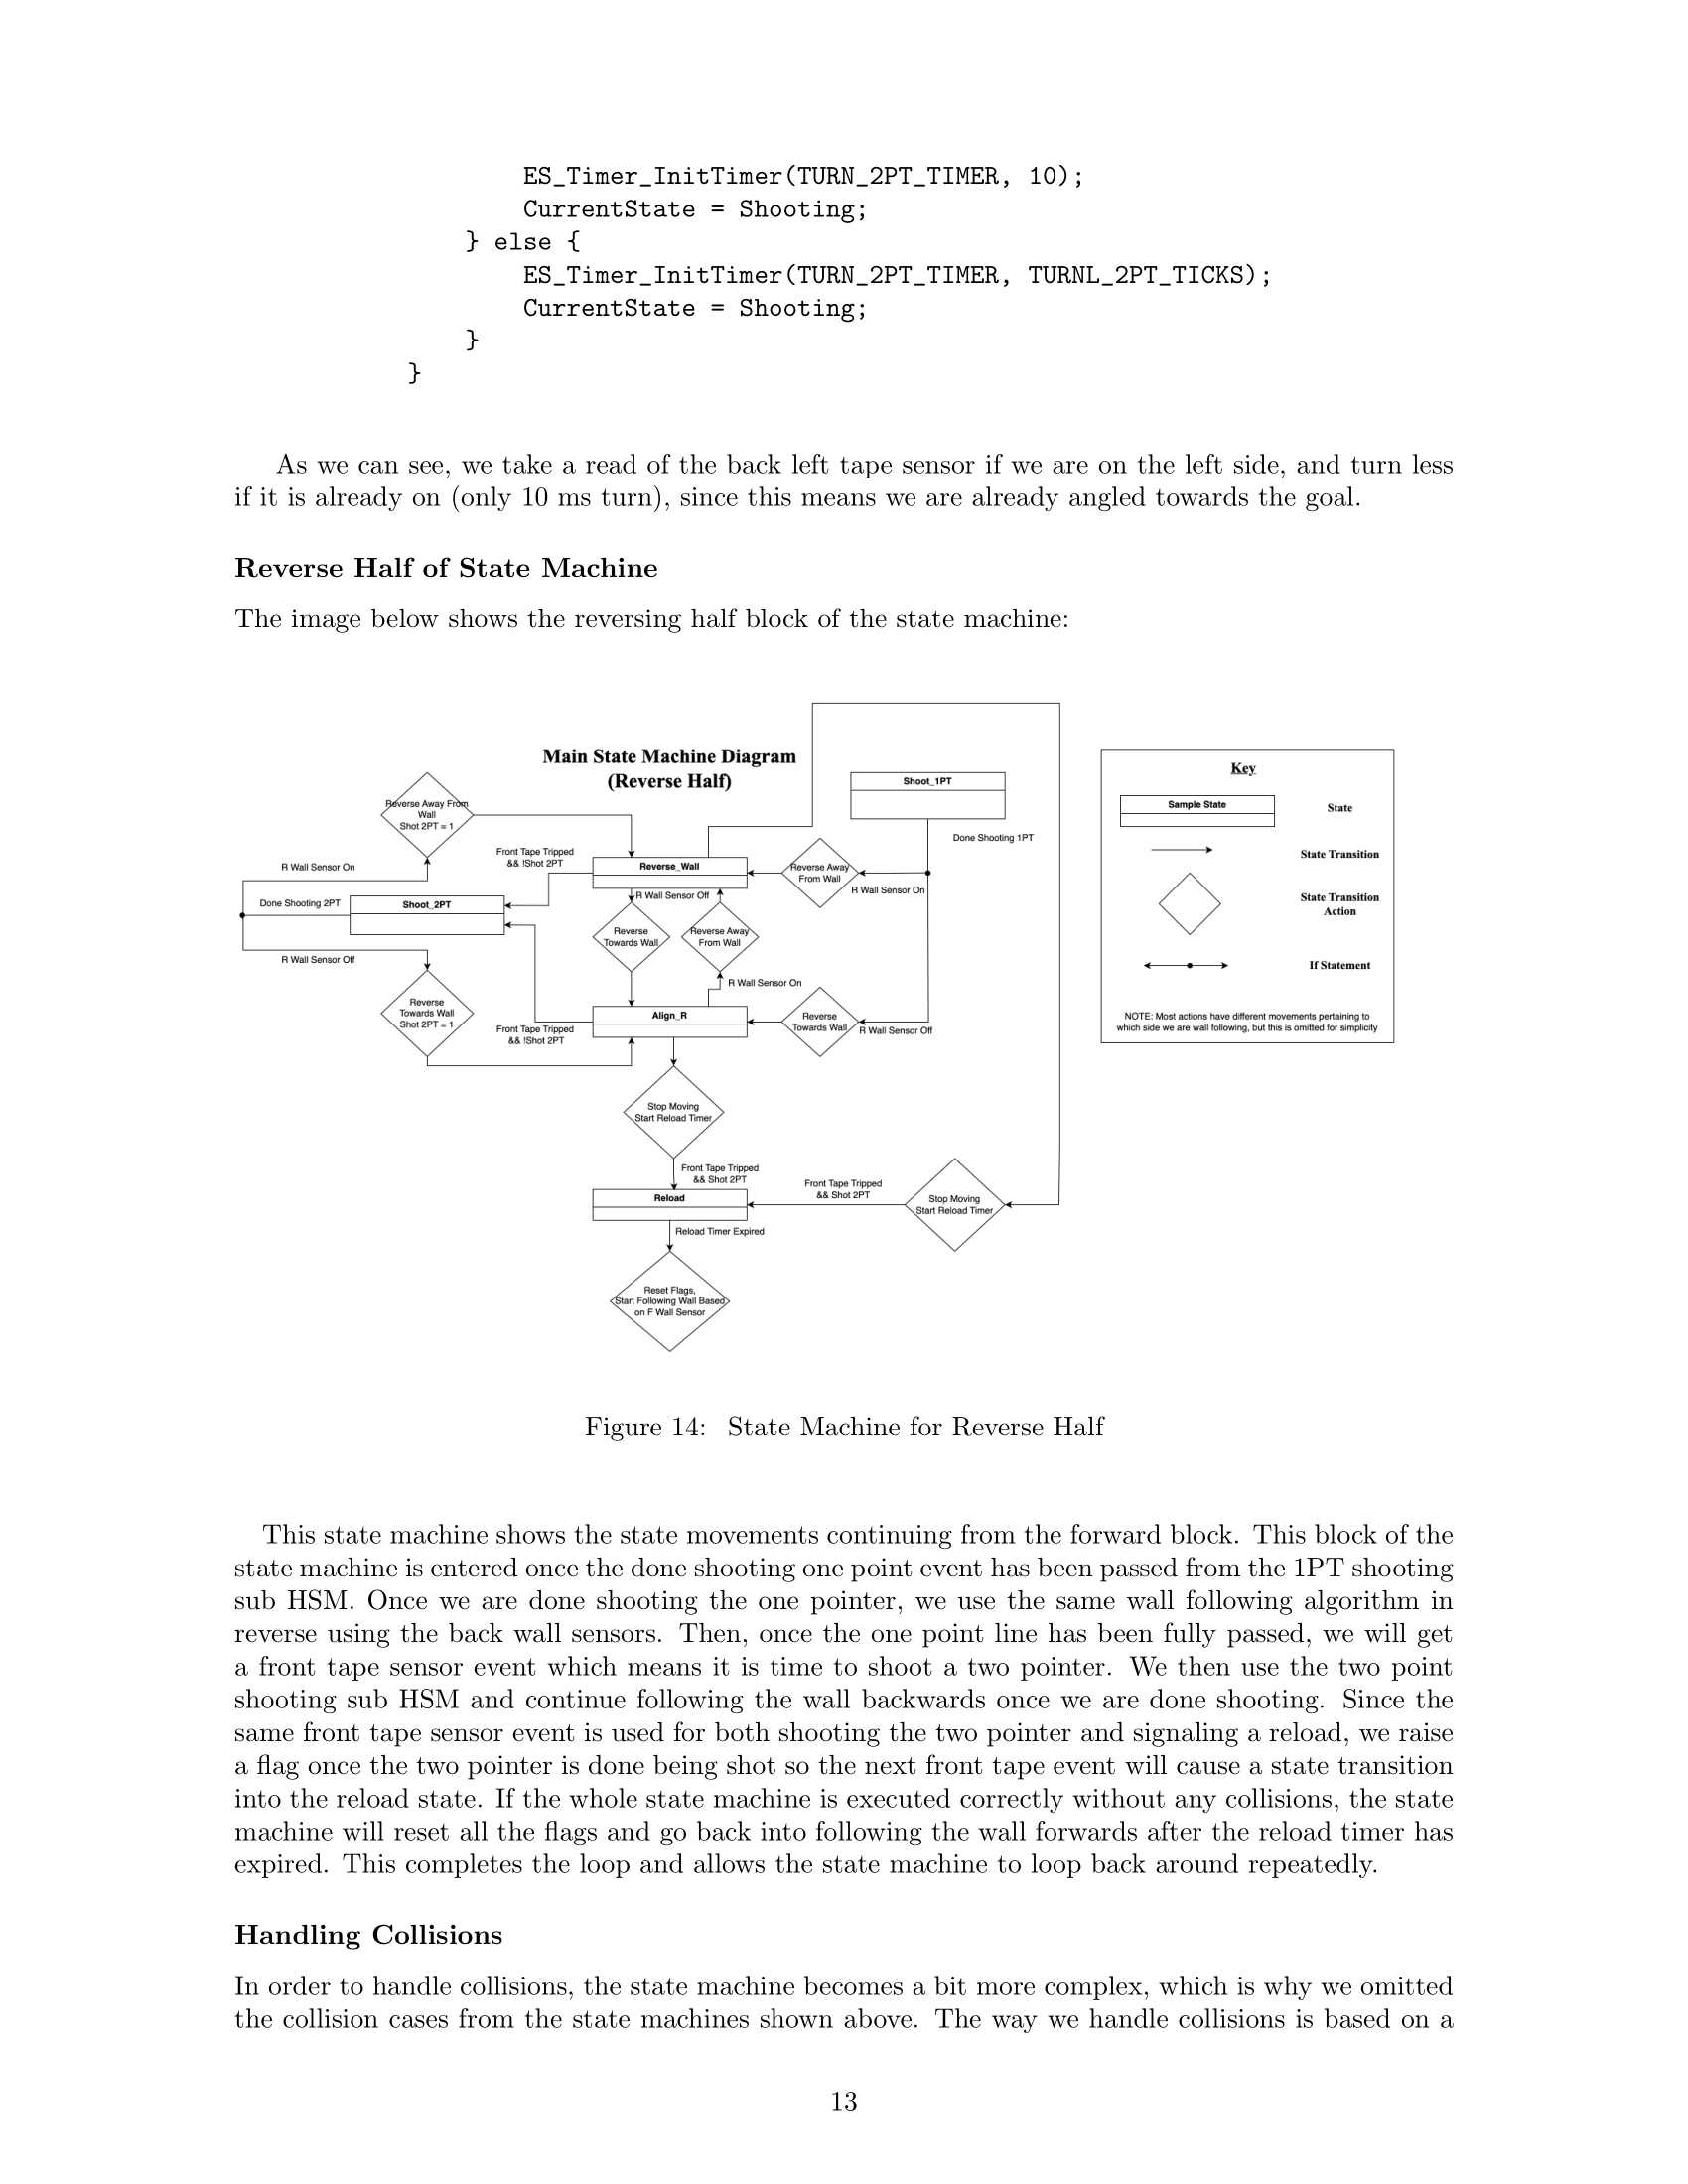 ES_Timer_InitTimer(TURN_2PT_TIMER, 10);
CurrentState = Shooting;
} else {
ES_Timer_InitTimer(TURN_2PT_TIMER, TURNL_2PT_TICKS);
CurrentState = Shooting;
}
}
As we can see, we take a read of the back left tape sensor if we are on the left side, and turn less
if it is already on (only 10 ms turn), since this means we are already angled towards the goal.
Reverse Half of State Machine
The image below shows the reversing half block of the state machine:
Main State Machine Diagram
(Reverse Half)
Reverse Away From
Wall
Shot 2PT = 1
R Wall Sensor On
Done Shooting 2PT
Shoot_2PT
R Wall Sensor Off
Reverse
Towards Wall
Shot 2PT = 1
Front Tape Tripped
&& !Shot 2PT
Reverse_Wall
R Wall Sensor Off
Reverse
Towards Wall
Reverse Away
From Wall
R Wall Sensor On
Align_R
Front Tape Tripped
&& !Shot 2PT
Shoot_1PT
Done Shooting 1PT
Reverse Away
From Wall
R Wall Sensor On
Reverse
Towards Wall
R Wall Sensor Off
Stop Moving
Start Reload Timer
Front Tape Tripped
&& Shot 2PT
Reload
Front Tape Tripped
&& Shot 2PT
Stop Moving
Start Reload Timer
Reload Timer Expired
Reset Flags,
Start Following Wall Based
on F Wall Sensor
Key
Sample State
State
State Transition
State Transition
Action
If Statement
NOTE: Most actions have different movements pertaining to
which side we are wall following, but this is omitted for simplicity
Figure 14: State Machine for Reverse Half
This state machine shows the state movements continuing from the forward block. This block of the
state machine is entered once the done shooting one point event has been passed from the 1PT shooting
sub HSM. Once we are done shooting the one pointer, we use the same wall following algorithm in
reverse using the back wall sensors. Then, once the one point line has been fully passed, we will get
a front tape sensor event which means it is time to shoot a two pointer. We then use the two point
shooting sub HSM and continue following the wall backwards once we are done shooting. Since the
same front tape sensor event is used for both shooting the two pointer and signaling a reload, we raise
a flag once the two pointer is done being shot so the next front tape event will cause a state transition
into the reload state. If the whole state machine is executed correctly without any collisions, the state
machine will reset all the flags and go back into following the wall forwards after the reload timer has
expired. This completes the loop and allows the state machine to loop back around repeatedly.
Handling Collisions
In order to handle collisions, the state machine becomes a bit more complex, which is why we omitted
the collision cases from the state machines shown above. The way we handle collisions is based on a
13